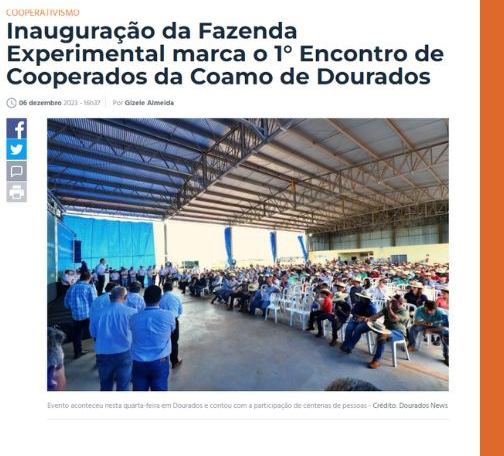 COOPERATIVISMO
Inauguração da Fazenda
Experimental marca o 1° Encontro de
Cooperados da Coamo de Dourados
06 dezembro 2023 - 16h37 Por Gizele Almeida
Evento aconteceu nesta quarta-feira em Dourados e contou com a participação de centenas de pessoas - Crédito: Dourados News